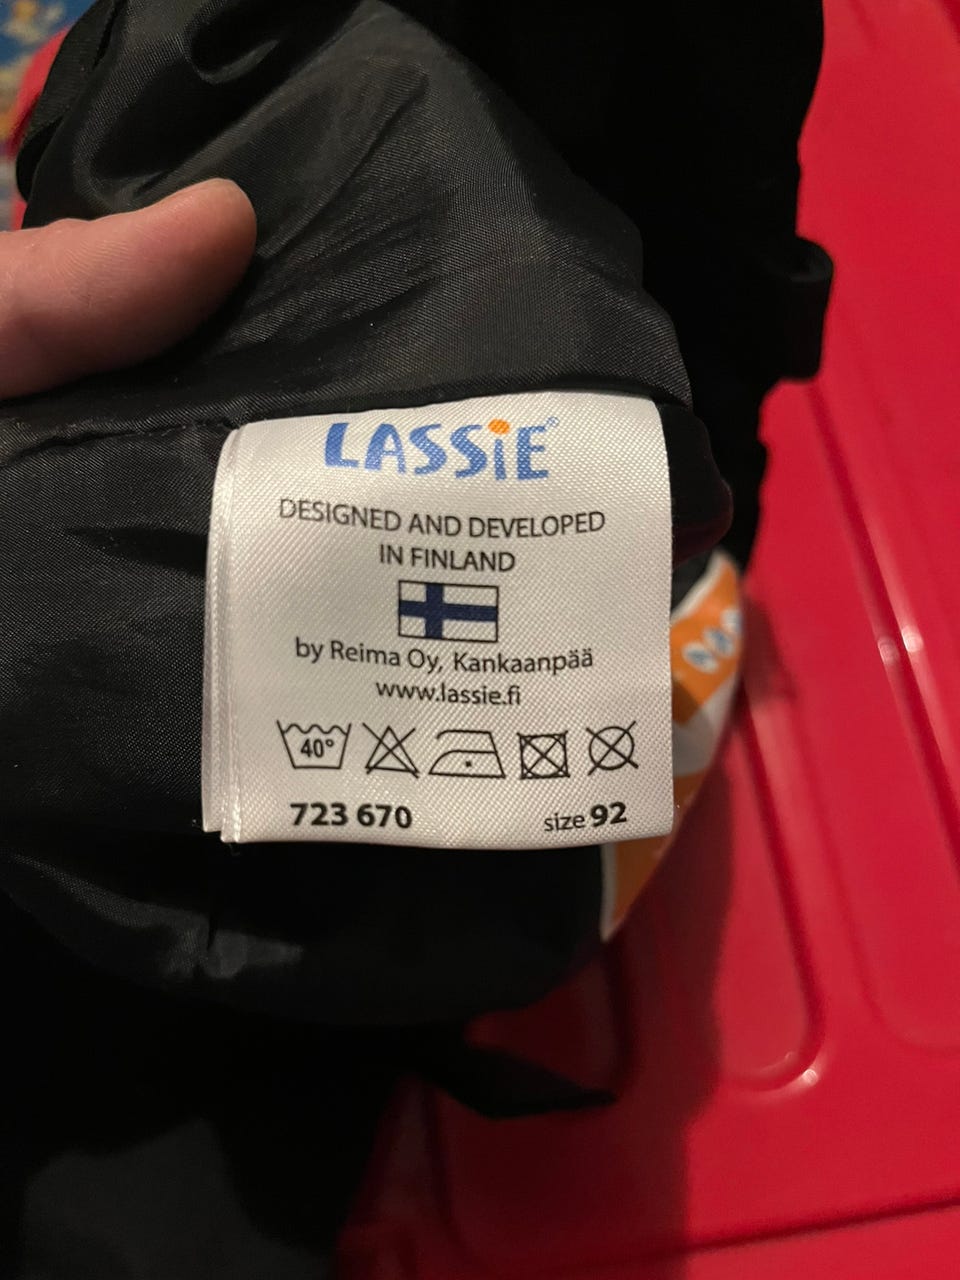 LASSiE®
DESIGNED AND DEVELOPED
IN FINLAND
by Reima Oy, Kankaanpää
www.lassie.fi
40°
723 670
size 92